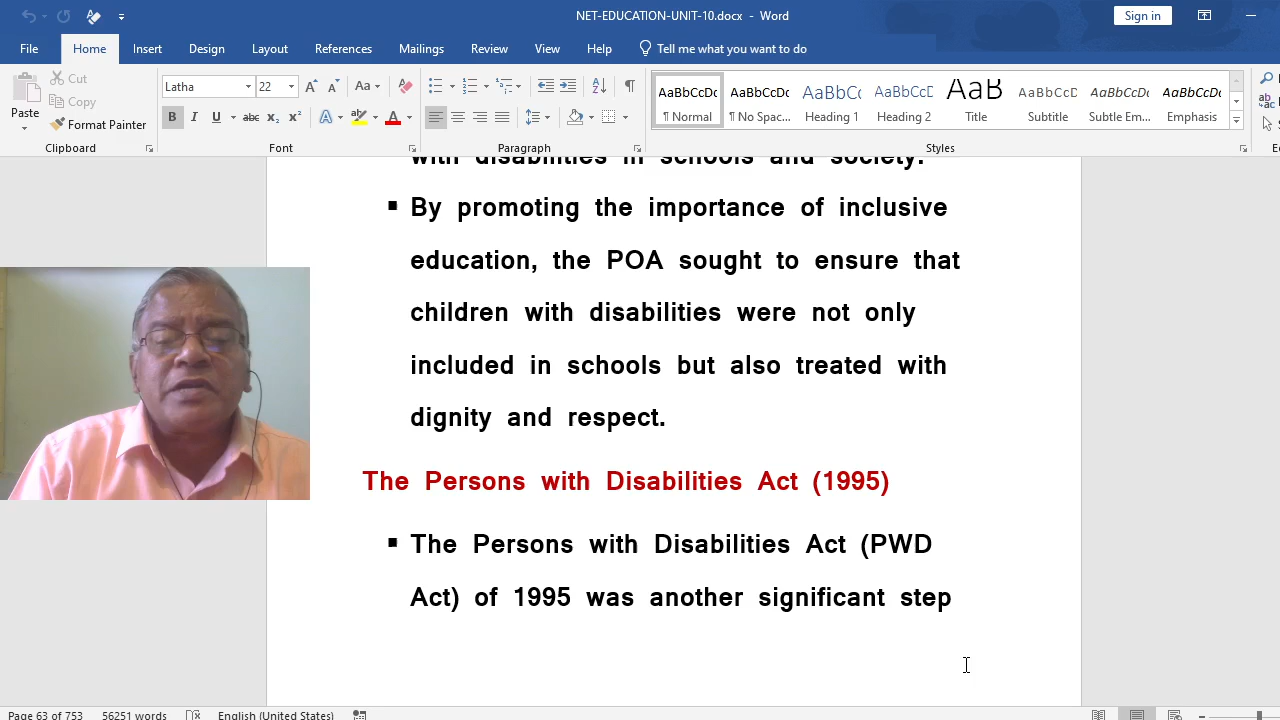 NET-EDUCATION-UNIT-10.docx - Word
Sign in
File Home Insert Design Layout References Mailings Review View Help Tell me what you want to do
Paste
Cut
Copy
Format Painter
Clipboard
Latha 22
Font
Paragraph
AaBbCcDc AaBbCcDc AaBbCc AaBbCcD AaB AaBbCcD AaBbCcDc AaBbCcDc
¶ Normal ¶ No Spac... Heading 1 Heading 2 Title Subtitle Subtle Em... Emphasis
Styles
with disabilities in schools and society.
▪ By promoting the importance of inclusive
education, the POA sought to ensure that
children with disabilities were not only
included in schools but also treated with
dignity and respect.
The Persons with Disabilities Act (1995)
▪ The Persons with Disabilities Act (PWD
Act) of 1995 was another significant step
Page 63 of 753 56251 words English (United States)